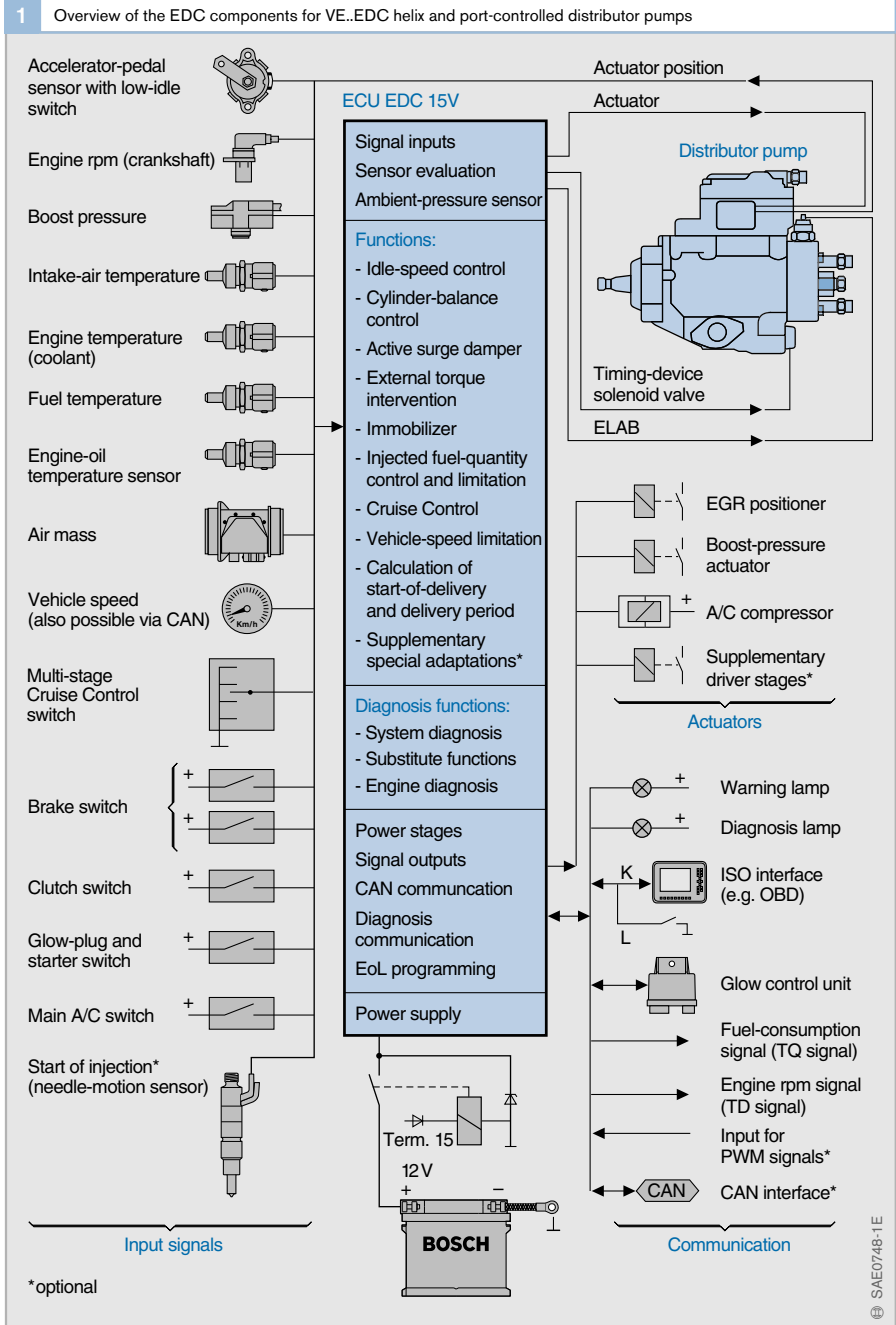 1 Overview of the EDC components for VE..EDC helix and port-controlled distributor pumps
Accelerator-pedal
sensor with low-idle
switch
Engine rpm (crankshaft)
Boost pressure
Intake-air temperature
Engine temperature
(coolant)
Fuel temperature
Engine-oil
temperature sensor
Air mass
Vehicle speed
(also possible via CAN)
Km/h
Multi-stage
Cruise Control
switch
Brake switch
+
+
Clutch switch
+
Glow-plug and
starter switch
+
Main A/C switch
+
Start of injection*
(needle-motion sensor)
Input signals
*optional
ECU EDC 15V
Signal inputs
Sensor evaluation
Ambient-pressure sensor
Functions:
- Idle-speed control
- Cylinder-balance
control
- Active surge damper
- External torque
intervention
- Immobilizer
- Injected fuel-quantity
control and limitation
- Cruise Control
- Vehicle-speed limitation
- Calculation of
start-of-delivery
and delivery period
- Supplementary
special adaptations*
Diagnosis functions:
- System diagnosis
- Substitute functions
- Engine diagnosis
Power stages
Signal outputs
CAN communcation
Diagnosis
communication
EoL programming
Power supply
Term. 15
12V
+ −
BOSCH
Actuator position
Actuator
Distributor pump
Timing-device
solenoid valve
ELAB
EGR positioner
Boost-pressure
actuator
+
A/C compressor
Supplementary
driver stages*
Actuators
+
Warning lamp
+
Diagnosis lamp
K
L
ISO interface
(e.g. OBD)
Glow control unit
Fuel-consumption
signal (TQ signal)
Engine rpm signal
(TD signal)
Input for
PWM signals*
CAN
CAN interface*
Communication
SAE0748-1E